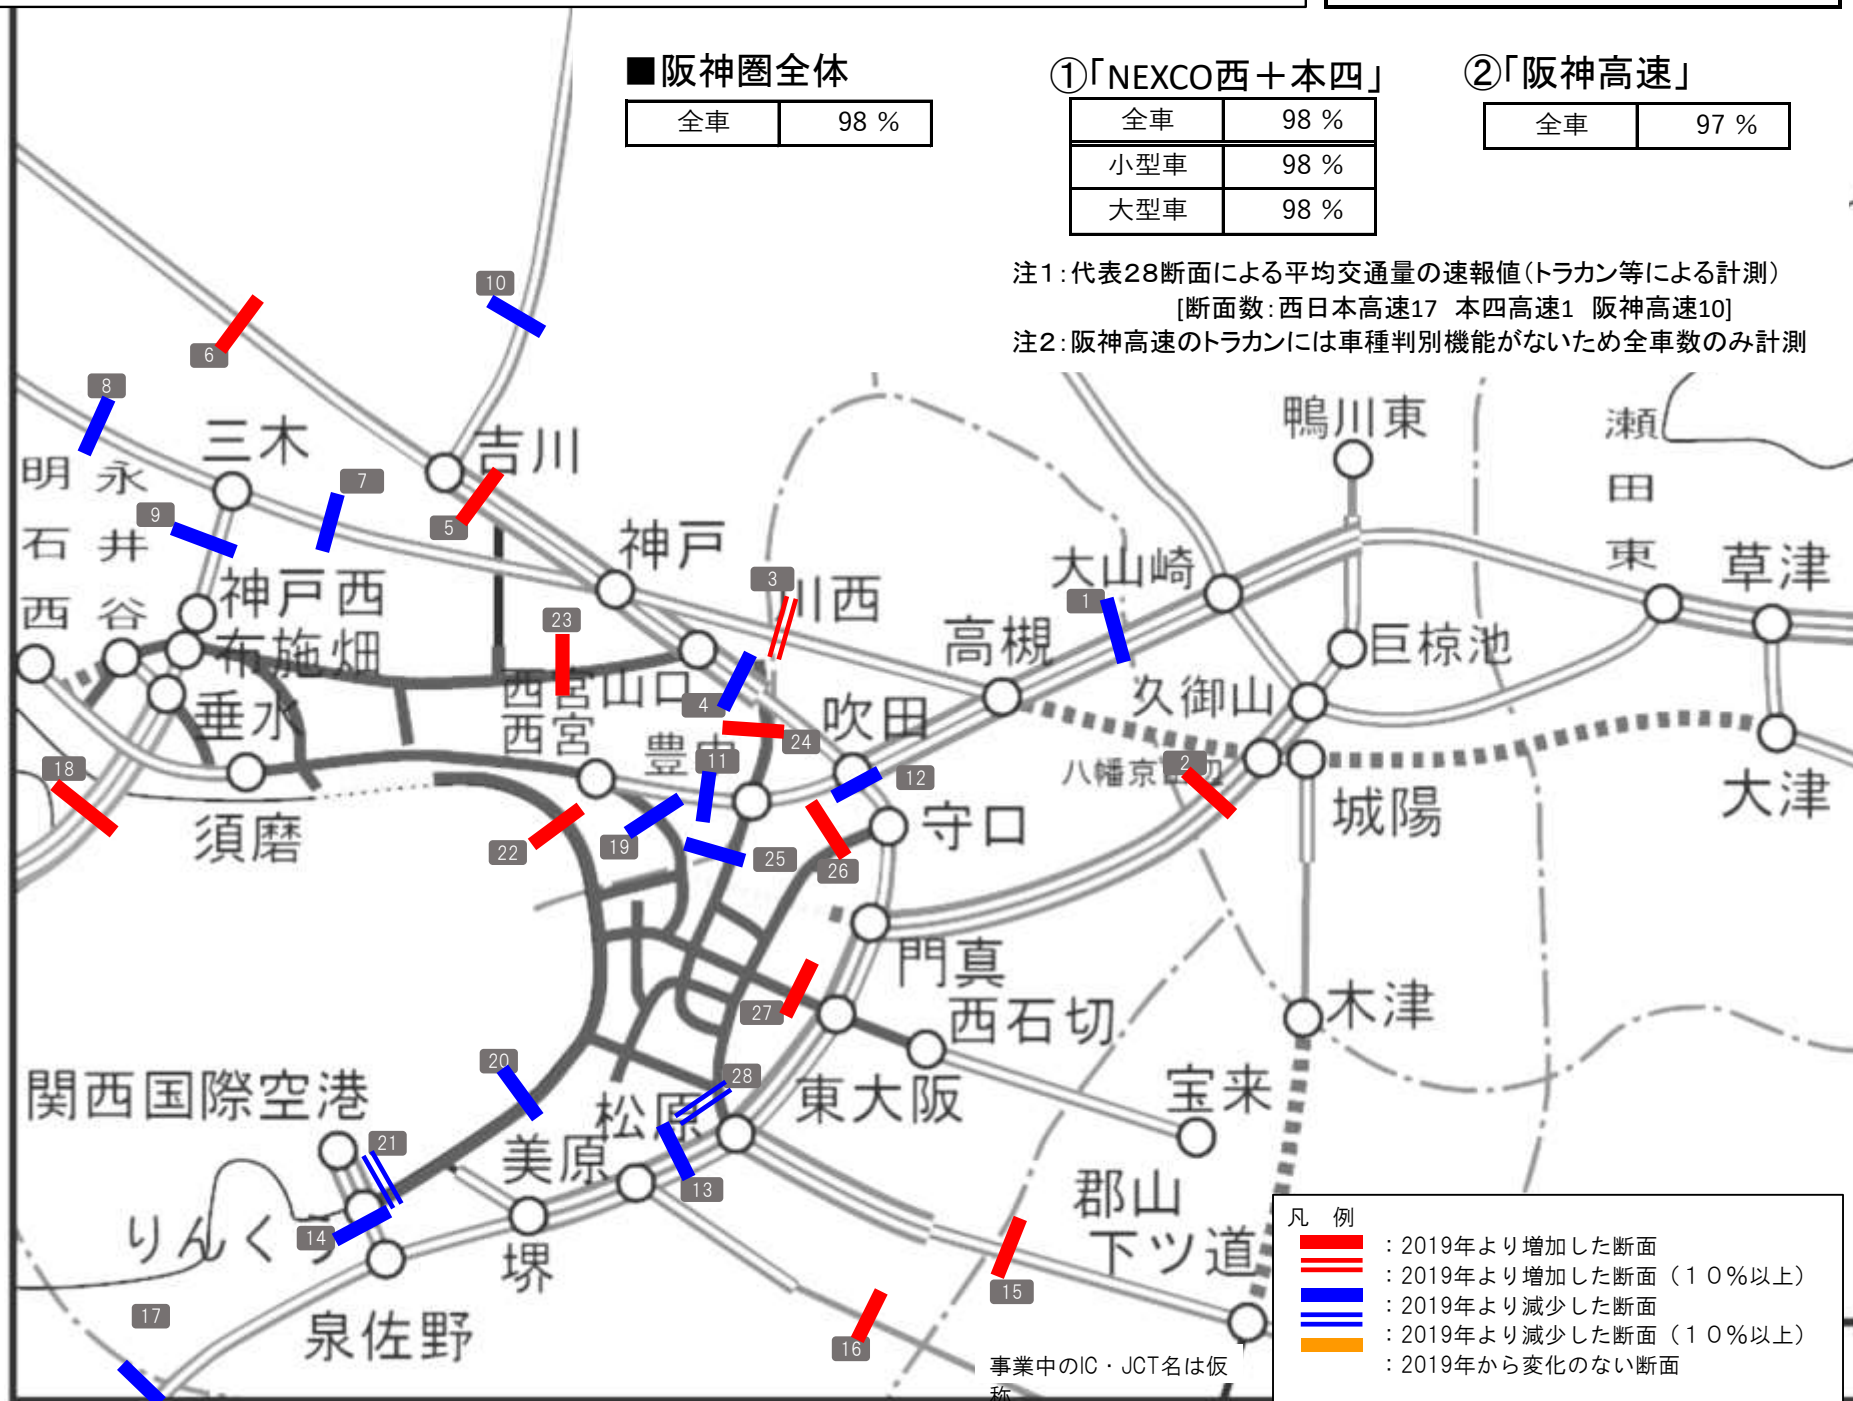 ■阪神圏全体
全車 98 %
①「NEXCO西＋本四」
全車 98 %
小型車 98 %
大型車 98 %
②「阪神高速」
全車 97 %
注１：代表２８断面による平均交通量の速報値（トラカン等による計測）
[断面数：西日本高速17 本四高速1 阪神高速10]
注２：阪神高速のトラカンには車種判別機能がないため全車数のみ計測
10
6
8
三木
吉川
鴨川東
瀬田東
明石西
永井谷
7
9
5
神戸
大山崎
草津
神戸西
布施畑
3
川西
1
23
高槻
巨椋池
西宮山口
西宮
4
久御山
垂水
吹田
24
豊中
11
12
八幡京田辺
2
18
大津
須磨
守口
城陽
22
19
25
26
門真
27
西石切
木津
20
28
関西国際空港
松原
東大阪
宝来
21
美原
13
郡山
下ツ道
りんくう
14
堺
15
17
泉佐野
16
事業中のIC・JCT名は仮
称
凡 例
：2019年より増加した断面
：2019年より増加した断面（１０％以上）
：2019年より減少した断面
：2019年より減少した断面（１０％以上）
：2019年から変化のない断面